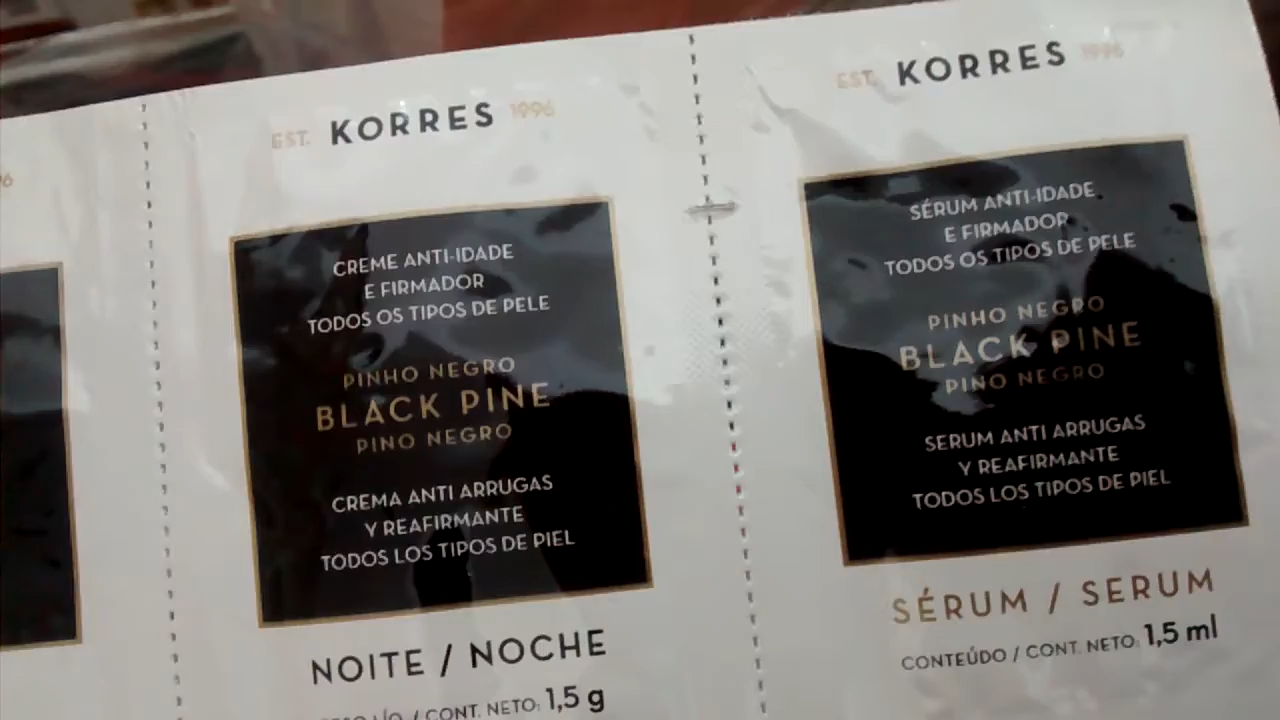 EST. KORRES 1996
CREME ANTI-IDADE
E FIRMADOR
TODOS OS TIPOS DE PELE
PINHO NEGRO
BLACK PINE
PINO NEGRO
CREMA ANTI ARRUGAS
Y REAFIRMANTE
TODOS LOS TIPOS DE PIEL
NOITE / NOCHE
/ CONT. NETO: 1,5 g
EST. KORRES 1996
SÉRUM ANTI-IDADE
E FIRMADOR
TODOS OS TIPOS DE PELE
PINHO NEGRO
BLACK PINE
PINO NEGRO
SERUM ANTI ARRUGAS
Y REAFIRMANTE
TODOS LOS TIPOS DE PIEL
SÉRUM / SERUM
CONTEÚDO / CONT. NETO: 1,5 ml